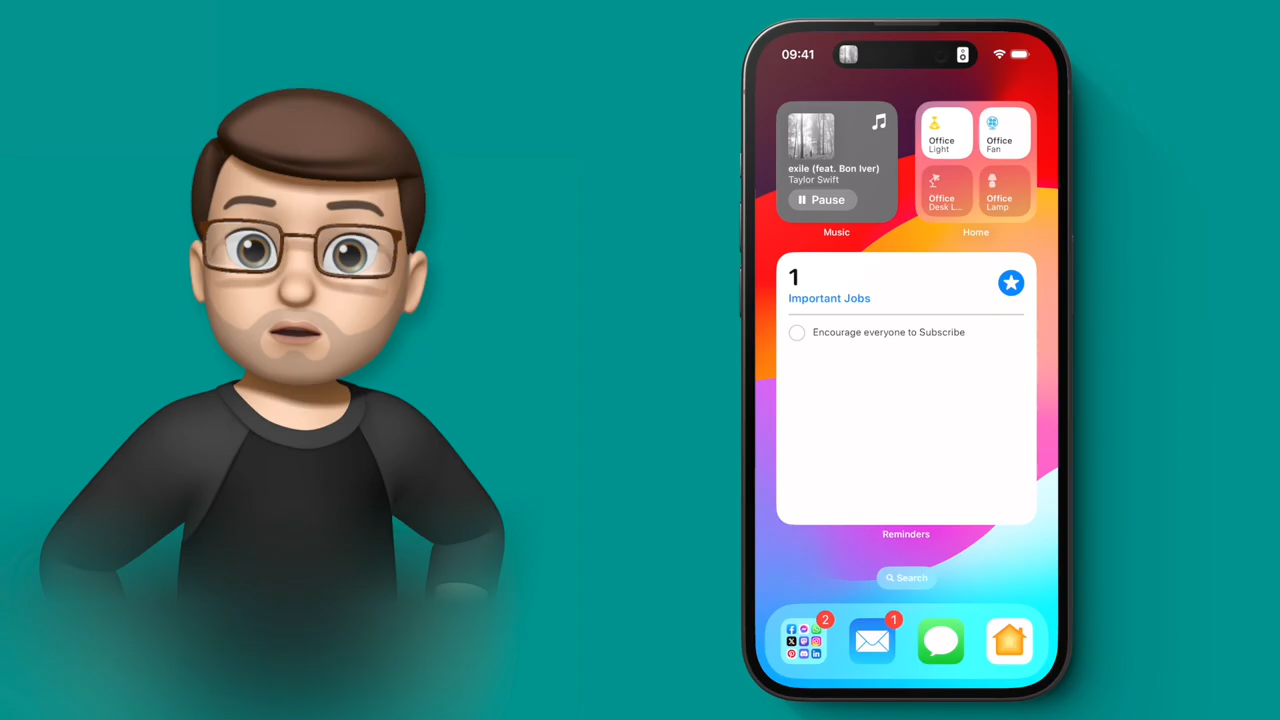 09:41
exile (feat. Bon Iver)
Taylor Swift
Pause
Music
Office
Light
Office
Fan
Office
Desk L...
Office
Lamp
Home
1
Important Jobs
Encourage everyone to Subscribe
Reminders
Search
2
1